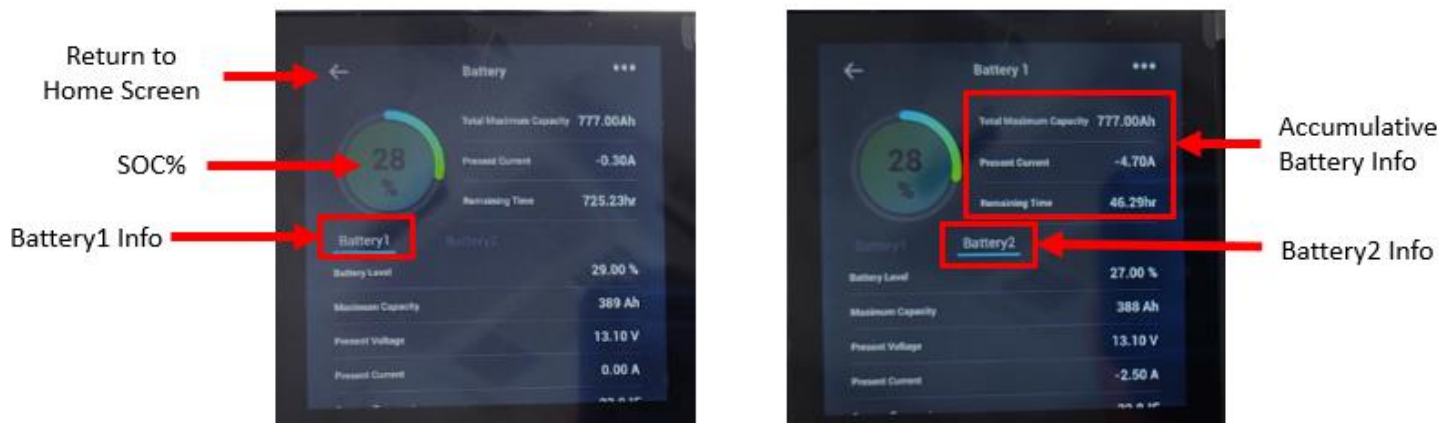 Return to
Home Screen
SOC%
Battery1 Info
←
Battery
•••
28
%
Total Maximum Capacity 777.00Ah
Present Current -0.30A
Remaining Time 725.23hr
Battery1 Battery2
Battery Level 29.00 %
Maximum Capacity 389 Ah
Present Voltage 13.10 V
Present Current 0.00 A
←
Battery 1
•••
28
%
Total Maximum Capacity 777.00Ah
Present Current -4.70A
Remaining Time 46.29hr
Battery1 Battery2
Battery Level 27.00 %
Maximum Capacity 388 Ah
Present Voltage 13.10 V
Present Current -2.50 A
Accumulative
Battery Info
Battery2 Info